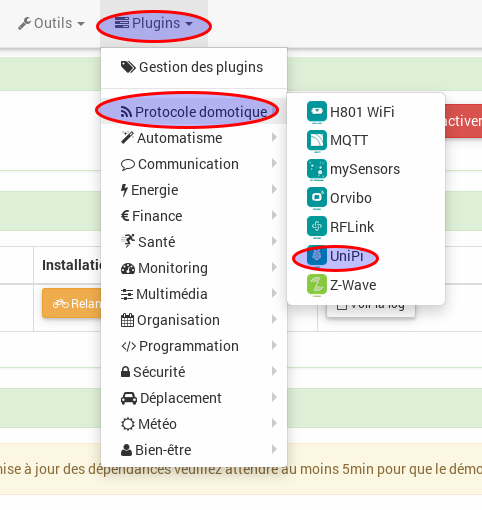 Outils
Plugins
Gestion des plugins
Protocole domotique
Automatisme
Communication
Energie
Finance
Santé
Monitoring
Multimédia
Organisation
Programmation
Sécurité
Déplacement
Météo
Bien-être
H801 WiFi
MQTT
mySensors
Orvibo
RFLink
UniPi
Z-Wave
activer
Installatio
Relan
Voir la log
mise à jour des dépendances veuillez attendre au moins 5min pour que le démo